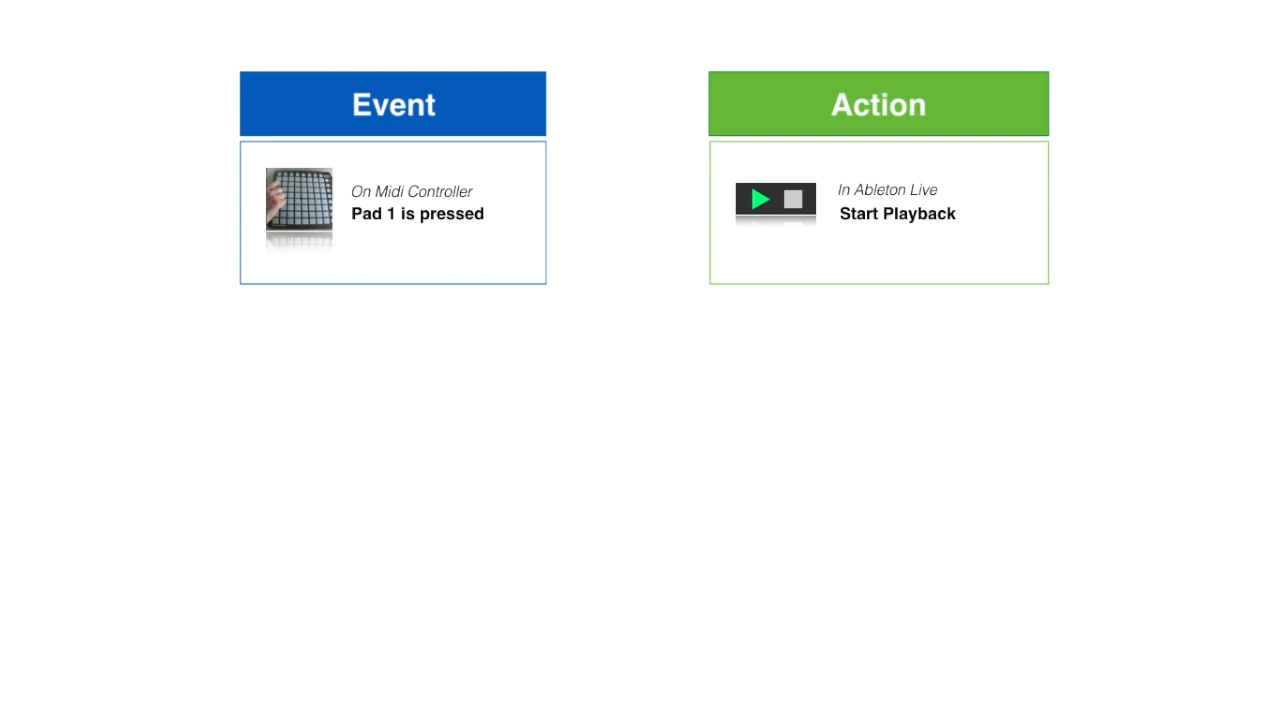 Event
Action
On Midi Controller
Pad 1 is pressed
In Ableton Live
Start Playback